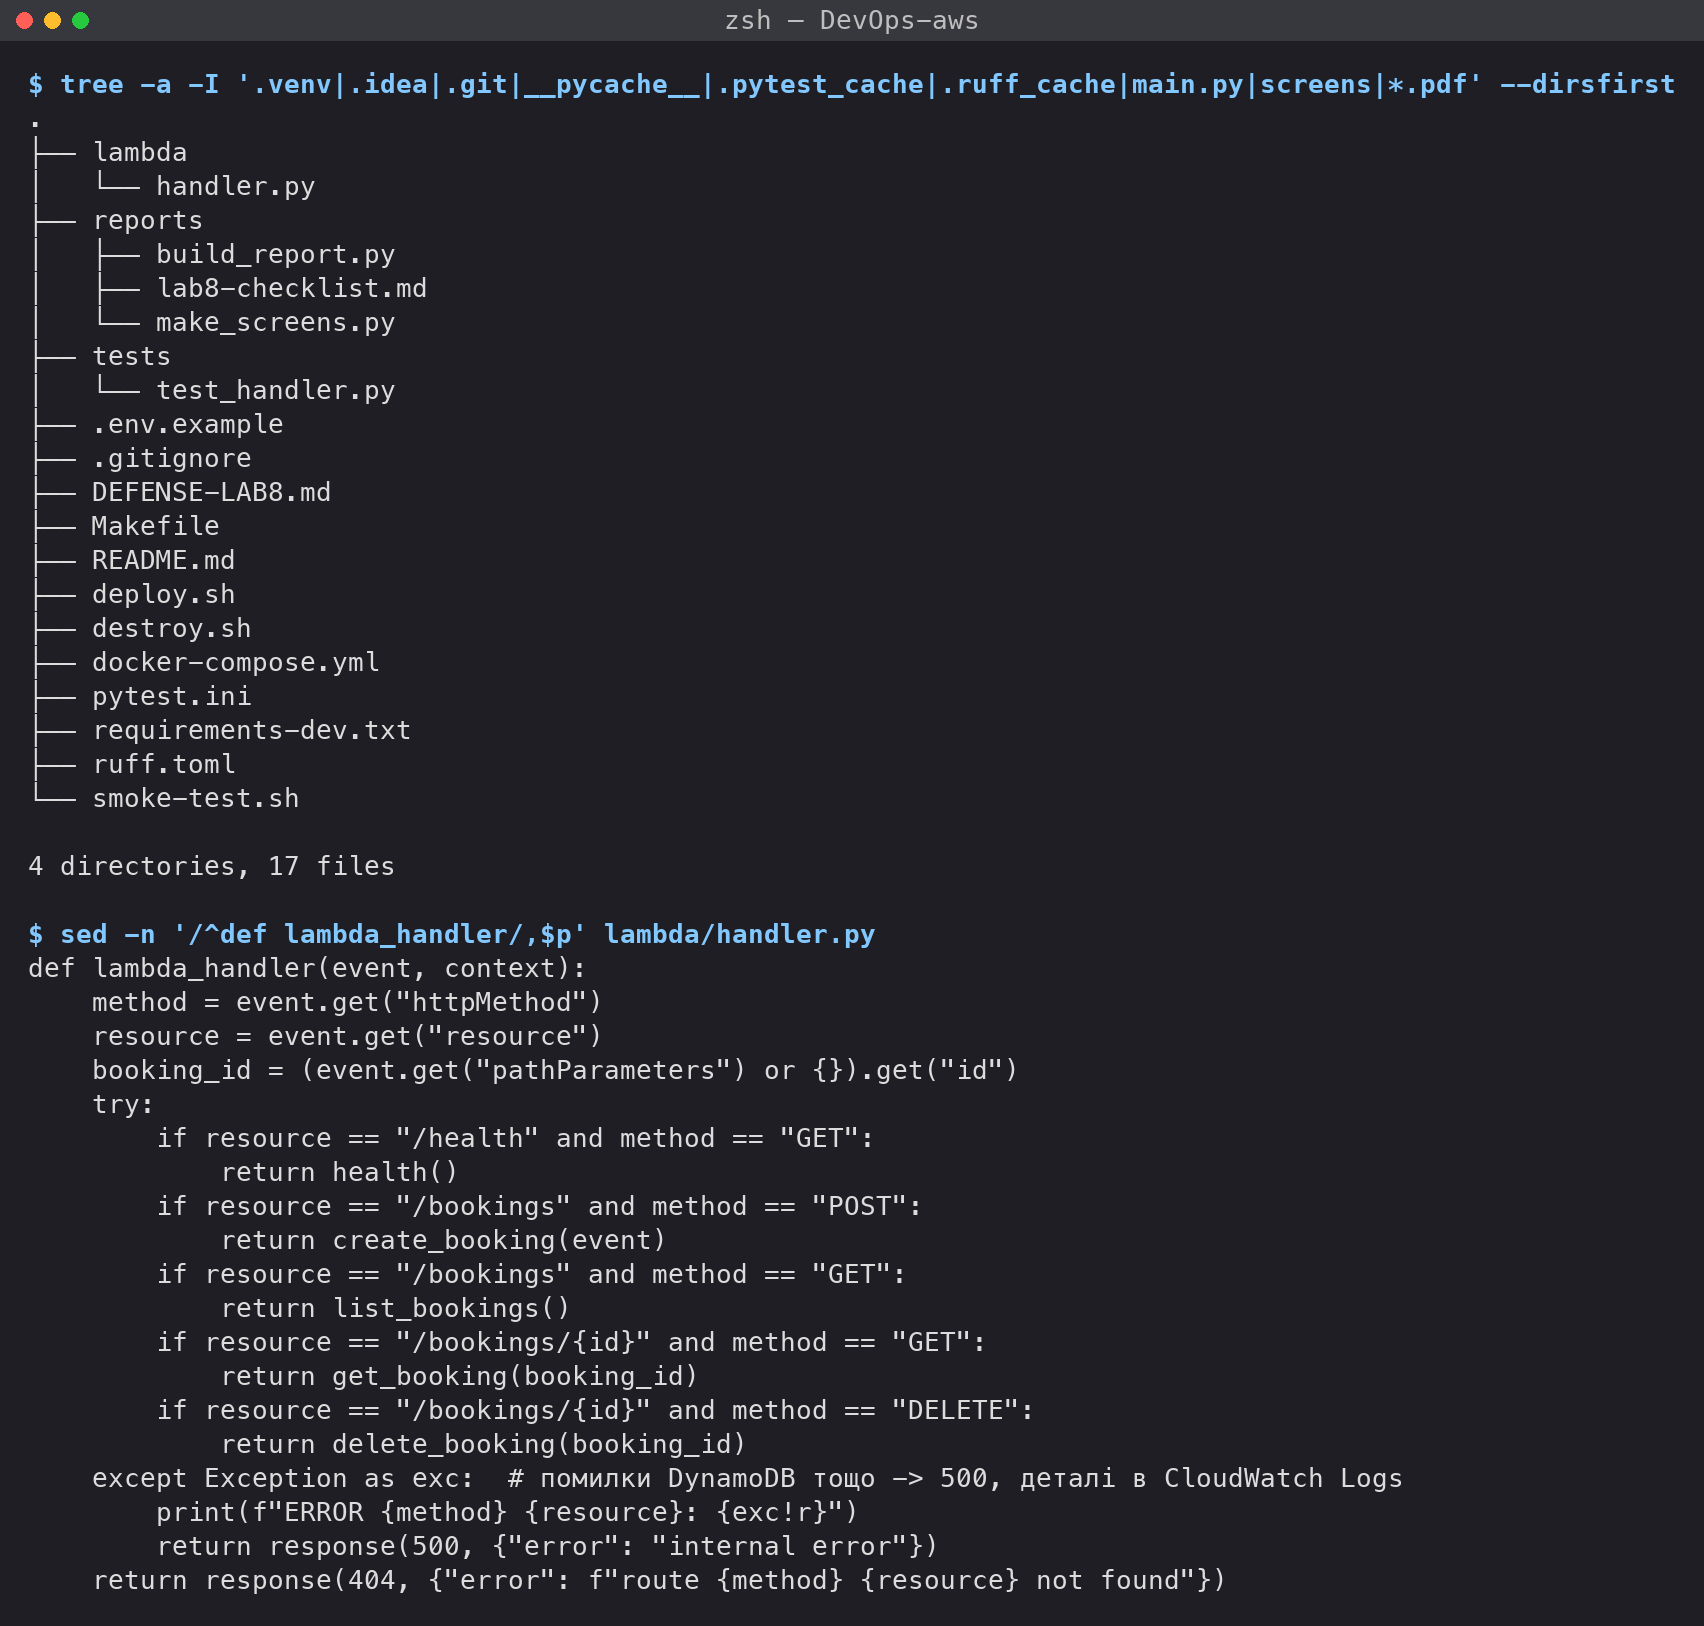 zsh — DevOps-aws
$ tree -a -I '.venv|.idea|.git|__pycache__|.pytest_cache|.ruff_cache|main.py|screens|*.pdf' --dirsfirst
.
├── lambda
│   └── handler.py
├── reports
│   ├── build_report.py
│   ├── lab8-checklist.md
│   └── make_screens.py
├── tests
│   └── test_handler.py
├── .env.example
├── .gitignore
├── DEFENSE-LAB8.md
├── Makefile
├── README.md
├── deploy.sh
├── destroy.sh
├── docker-compose.yml
├── pytest.ini
├── requirements-dev.txt
├── ruff.toml
└── smoke-test.sh

4 directories, 17 files

$ sed -n '/^def lambda_handler/,$p' lambda/handler.py
def lambda_handler(event, context):
    method = event.get("httpMethod")
    resource = event.get("resource")
    booking_id = (event.get("pathParameters") or {}).get("id")
    try:
        if resource == "/health" and method == "GET":
            return health()
        if resource == "/bookings" and method == "POST":
            return create_booking(event)
        if resource == "/bookings" and method == "GET":
            return list_bookings()
        if resource == "/bookings/{id}" and method == "GET":
            return get_booking(booking_id)
        if resource == "/bookings/{id}" and method == "DELETE":
            return delete_booking(booking_id)
    except Exception as exc:  # помилки DynamoDB тощо -> 500, деталі в CloudWatch Logs
        print(f"ERROR {method} {resource}: {exc!r}")
        return response(500, {"error": "internal error"})
    return response(404, {"error": f"route {method} {resource} not found"})